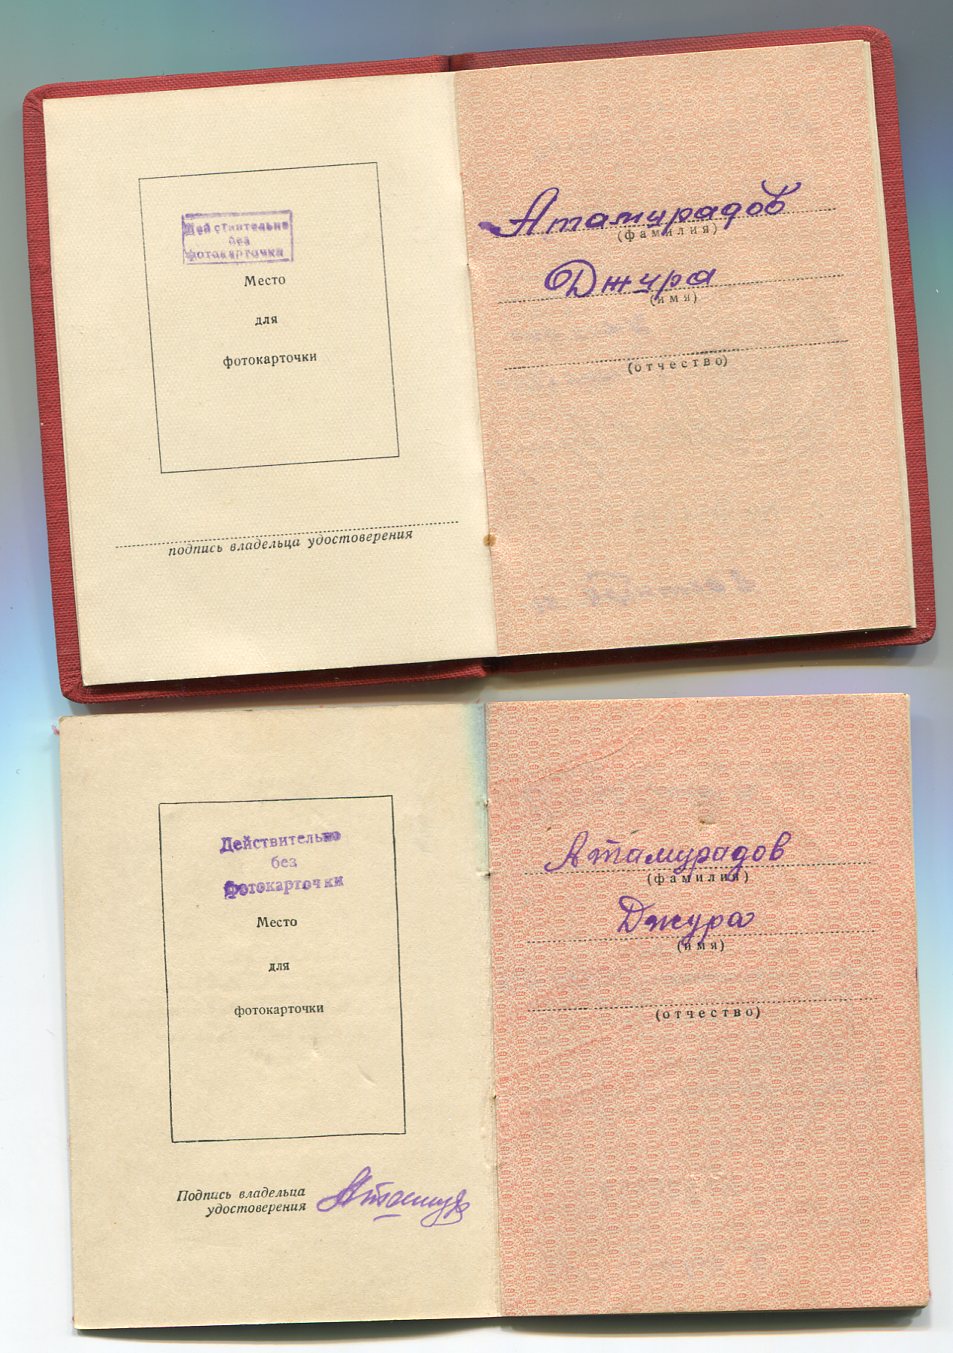 Действительно
без
фотокарточки
Место
для
фотокарточки
подпись владельца удостоверения
Атамурадов
(фамилия)
Джура
(имя)
(отчество)
Действительно
без
фотокарточки
Место
для
фотокарточки
Подпись владельца
удостоверения
Атамурадов
(фамилия)
Джура
(имя)
(отчество)